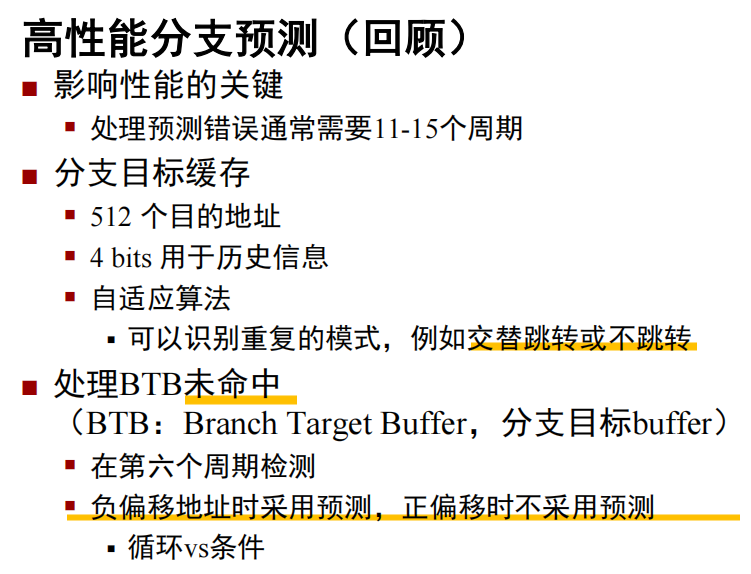 高性能分支预测（回顾）
影响性能的关键
处理预测错误通常需要11-15个周期
分支目标缓存
512 个目的地址
4 bits 用于历史信息
自适应算法
可以识别重复的模式，例如交替跳转或不跳转
处理BTB未命中
（BTB：Branch Target Buffer，分支目标buffer）
在第六个周期检测
负偏移地址时采用预测，正偏移时不采用预测
循环vs条件